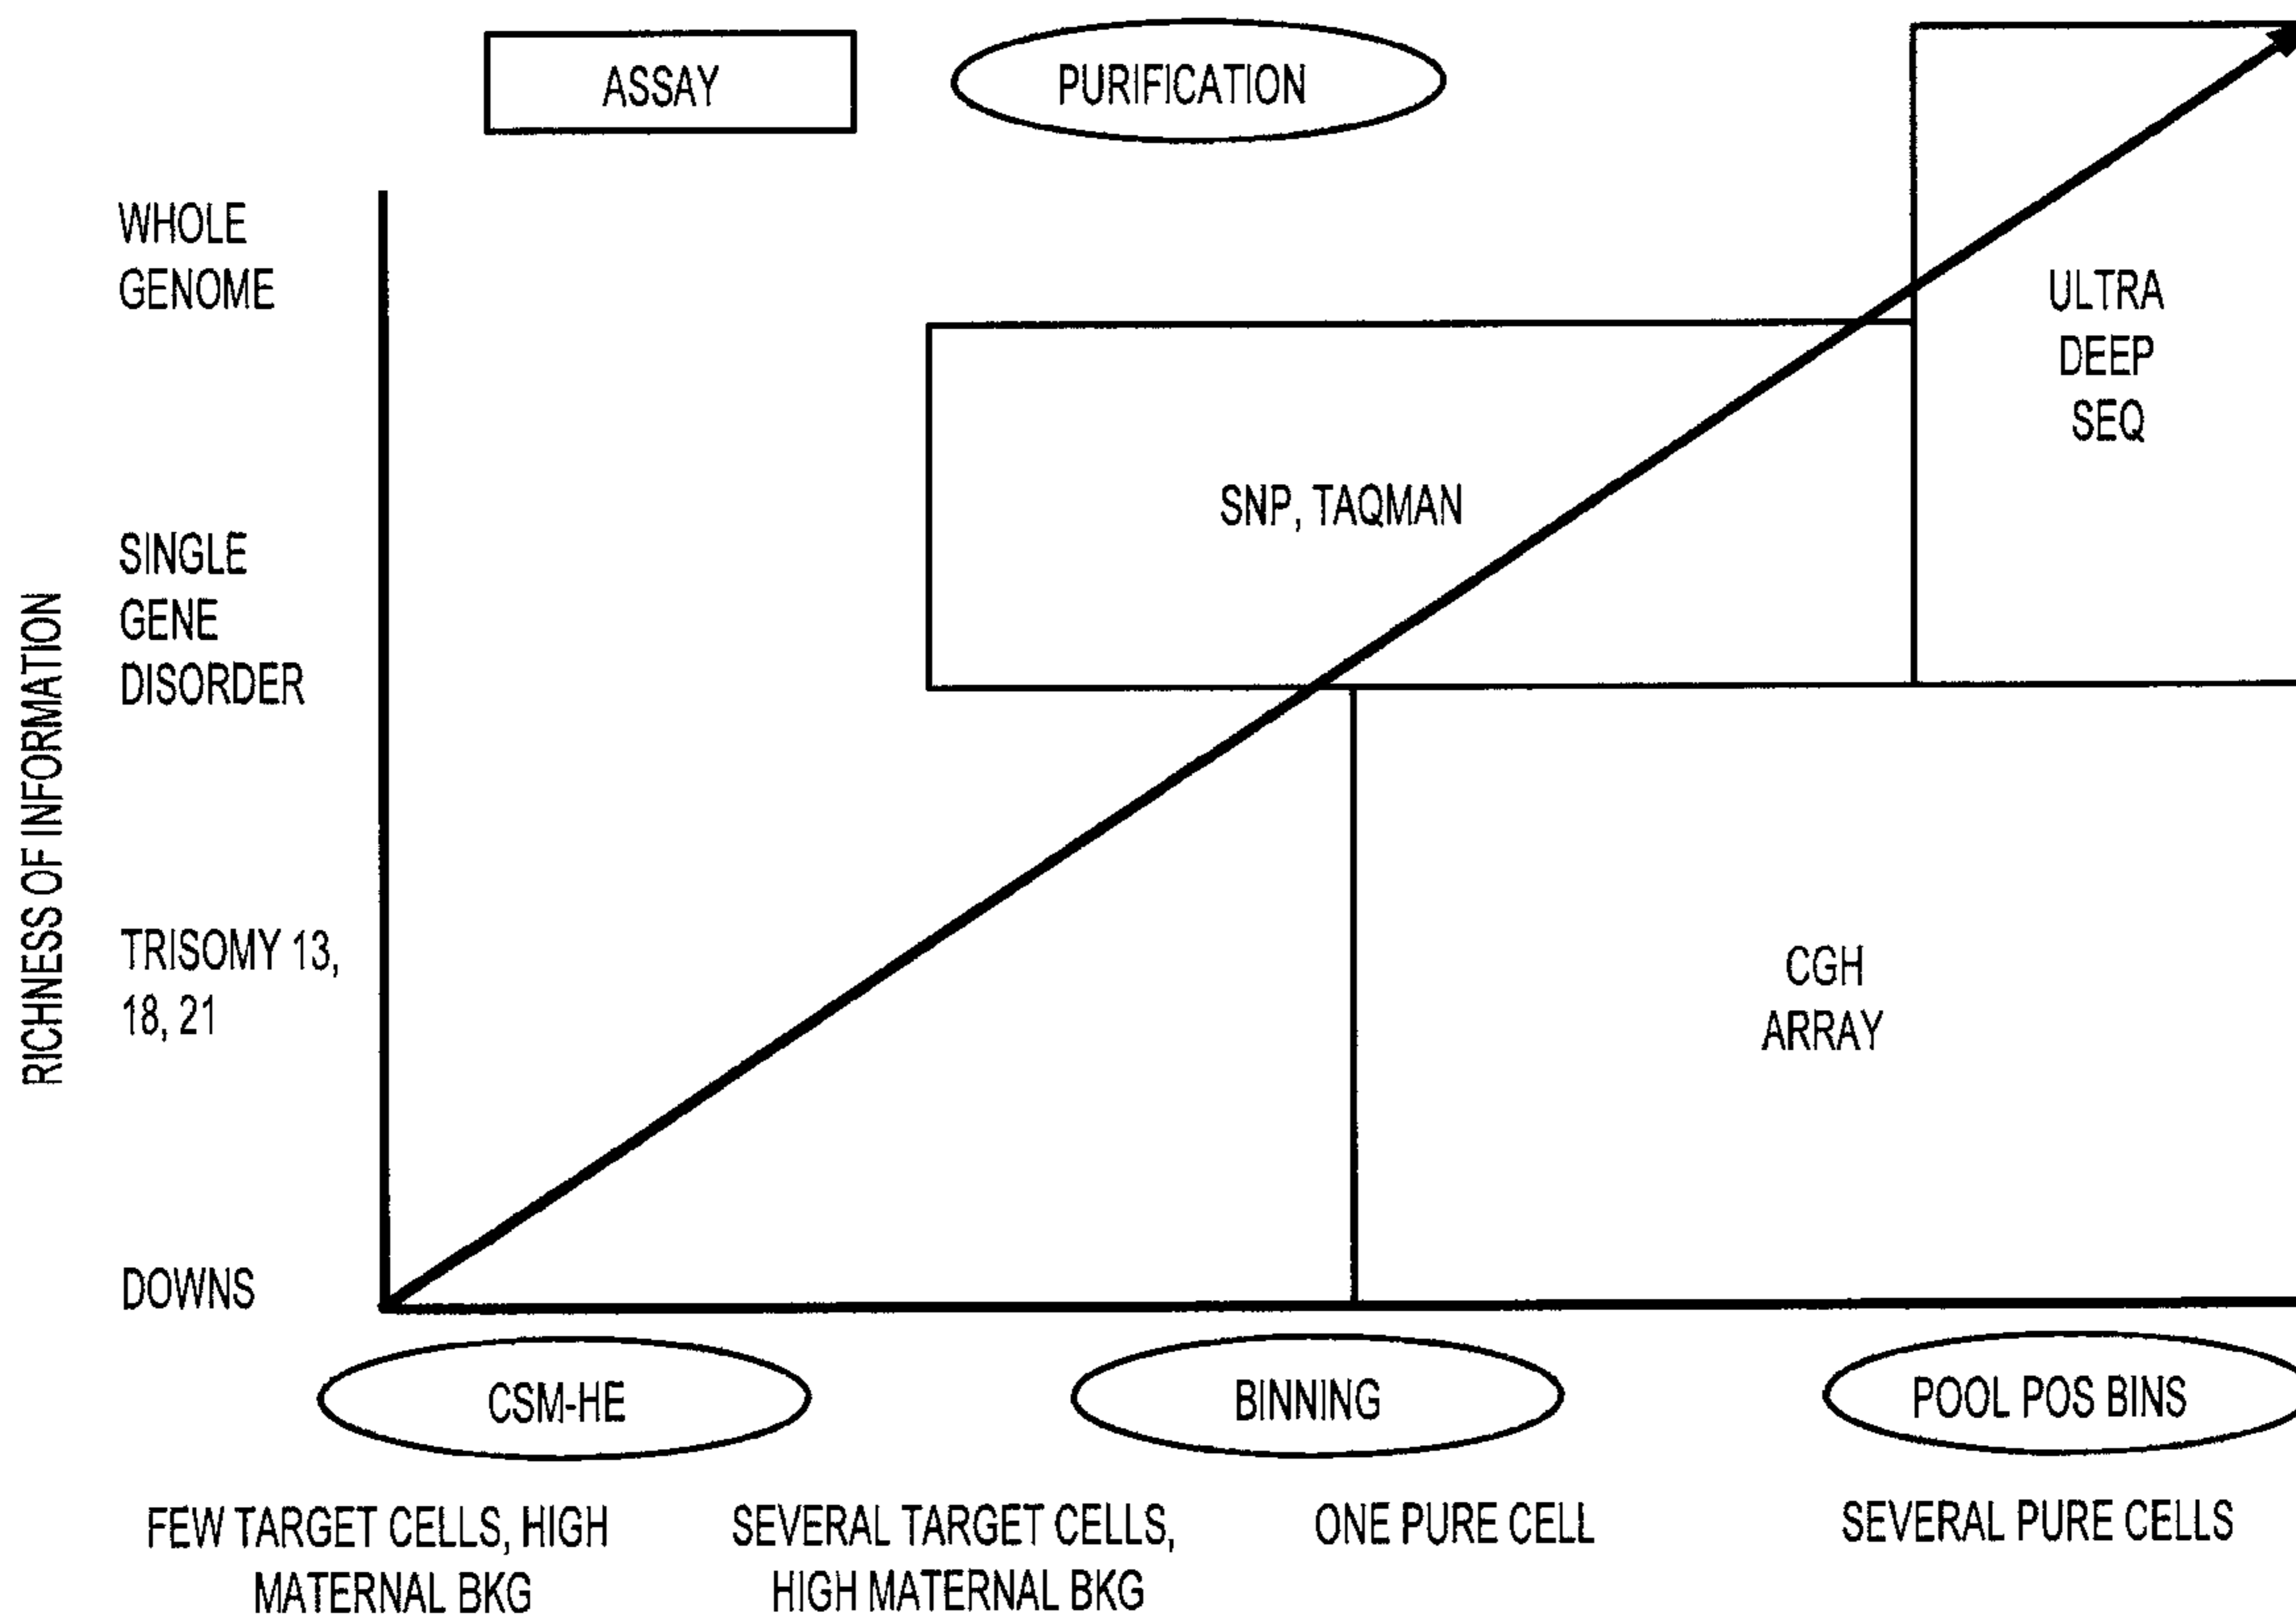 ASSAY
PURIFICATION
WHOLE
GENOME
ULTRA
DEEP
SEQ
SNP, TAQMAN
SINGLE
GENE
DISORDER
RICHNESS OF INFORMATION
TRISOMY 13,
18, 21
CGH
ARRAY
DOWNS
CSM-HE
BINNING
POOL POS BINS
FEW TARGET CELLS, HIGH
MATERNAL BKG
SEVERAL TARGET CELLS,
HIGH MATERNAL BKG
ONE PURE CELL
SEVERAL PURE CELLS